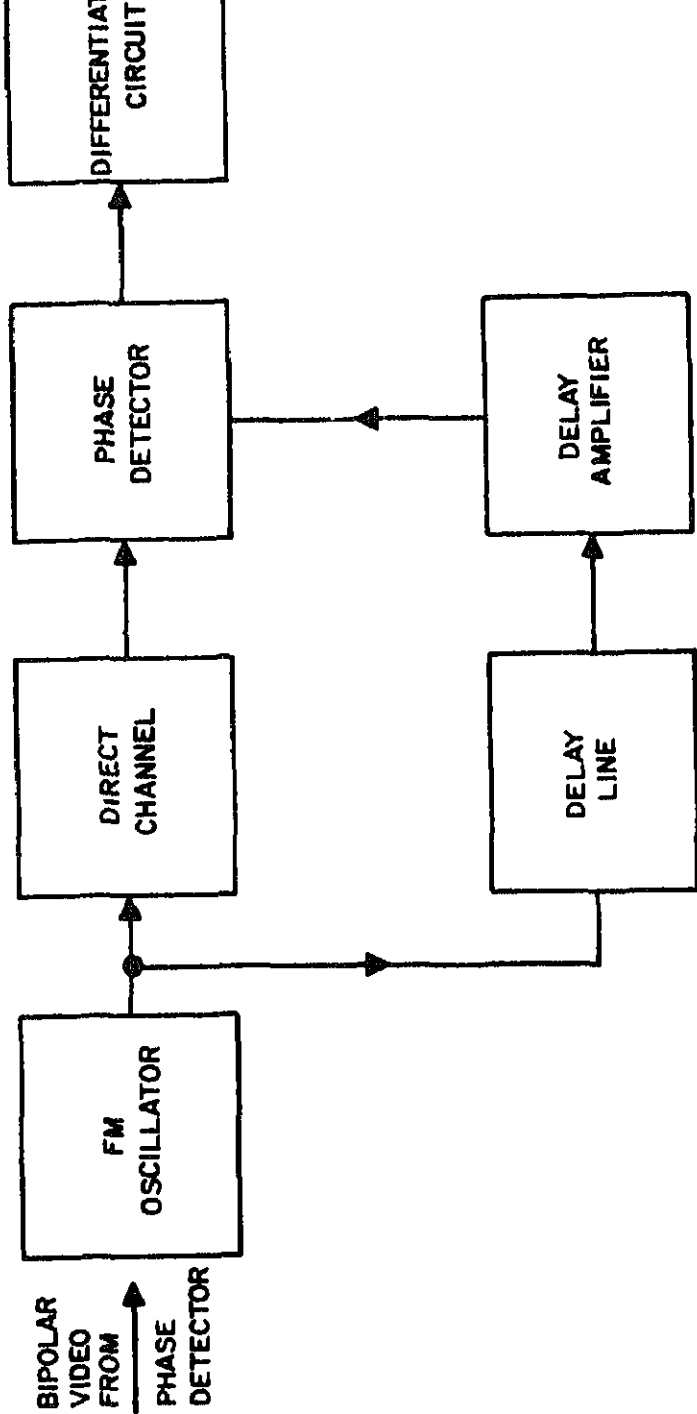 BIPOLAR
VIDEO
FROM
PHASE
DETECTOR
FM
OSCILLATOR
DIRECT
CHANNEL
PHASE
DETECTOR
CIRCUIT
DELAY
LINE
DELAY
AMPLIFIER